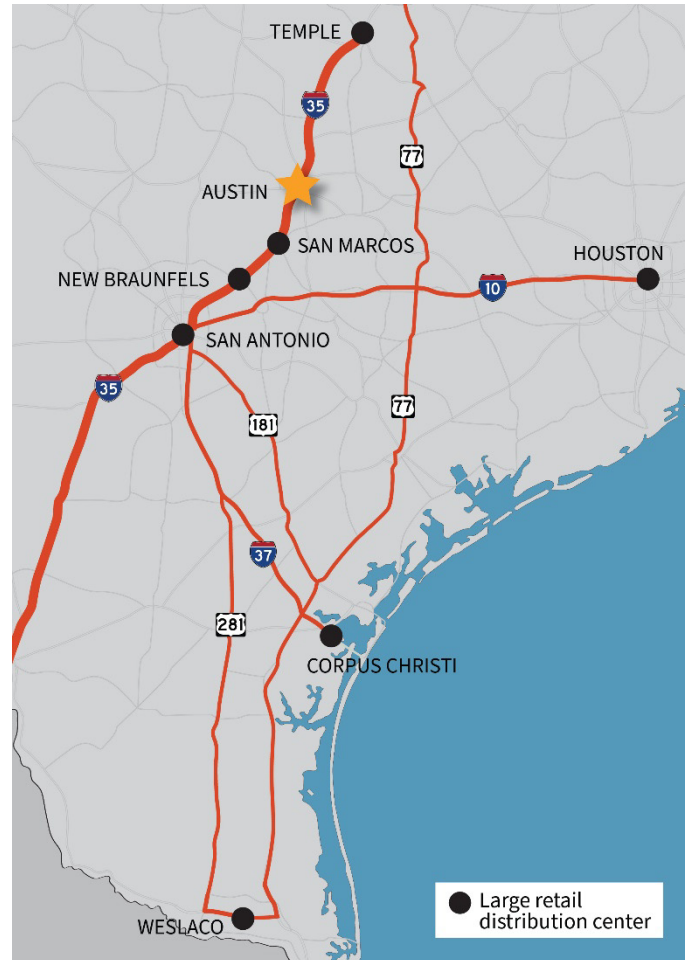 TEMPLE
35
77
AUSTIN
SAN MARCOS
HOUSTON
NEW BRAUNFELS
10
SAN ANTONIO
35
77
181
37
281
CORPUS CHRISTI
WESLACO
Large retail
distribution center